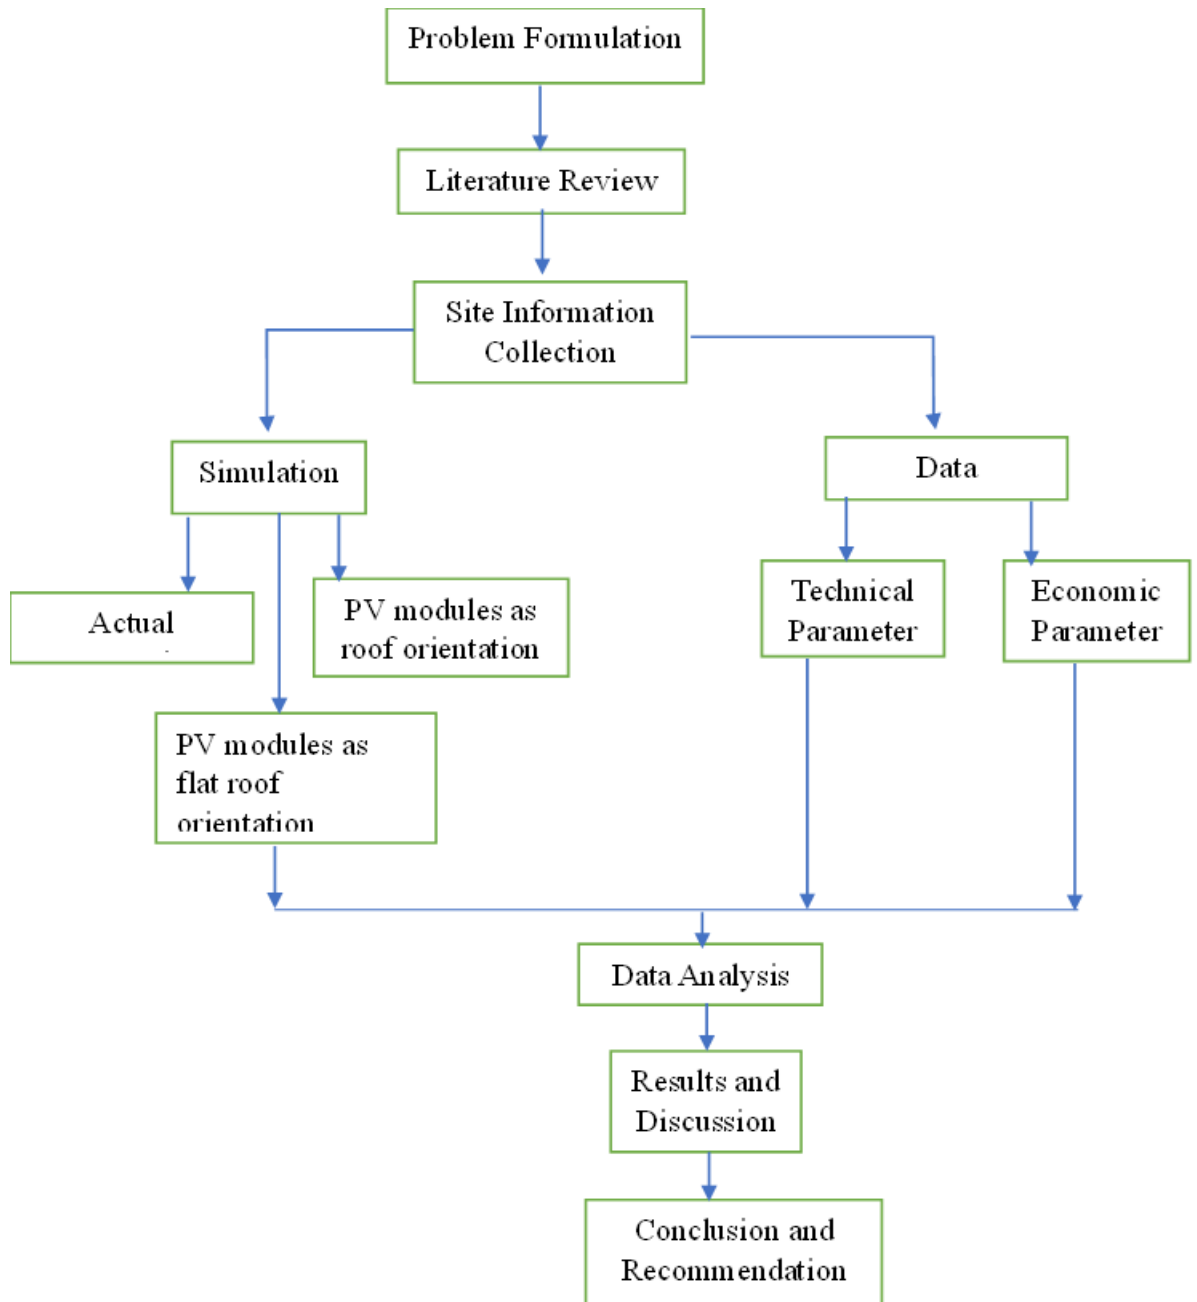 Problem Formulation
Literature Review
Site Information
Collection
Simulation
Data
Actual
PV modules as
roof orientation
Technical
Parameter
Economic
Parameter
PV modules as
flat roof
orientation
Data Analysis
Results and
Discussion
Conclusion and
Recommendation